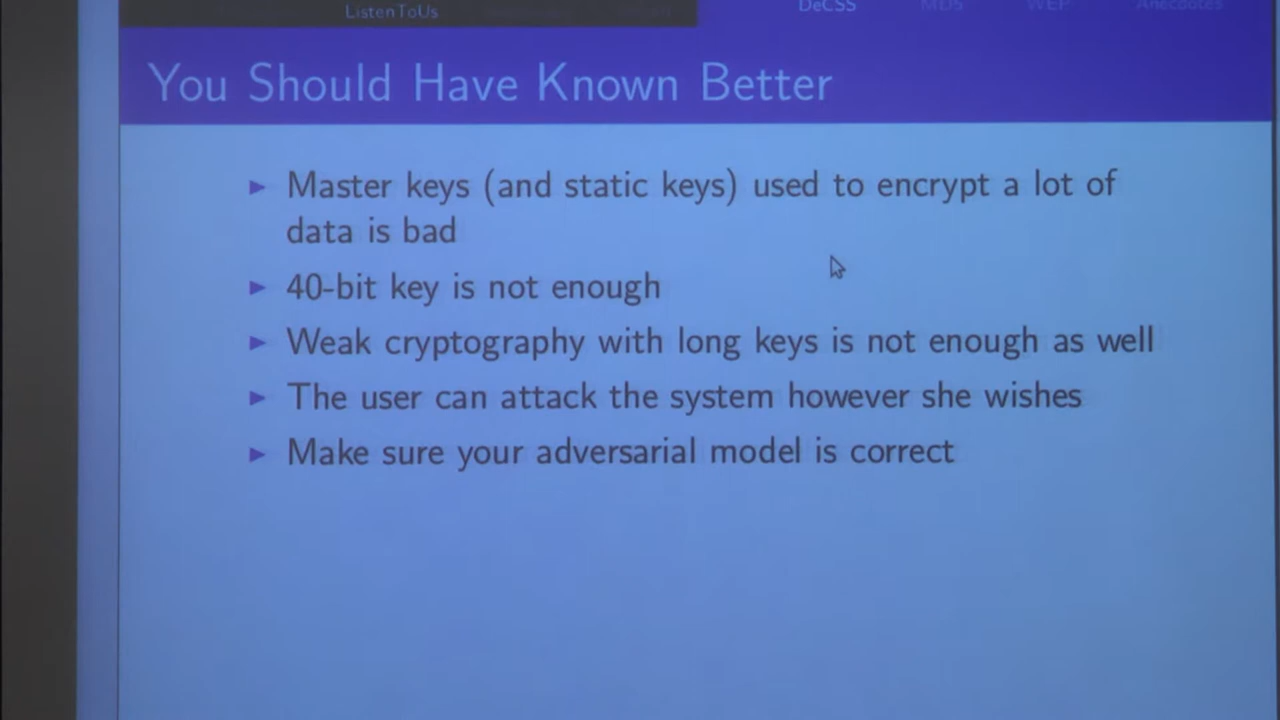 ListenToUs
DeCSS MD5 WEP Anecdotes
You Should Have Known Better
Master keys (and static keys) used to encrypt a lot of
data is bad
40-bit key is not enough
Weak cryptography with long keys is not enough as well
The user can attack the system however she wishes
Make sure your adversarial model is correct